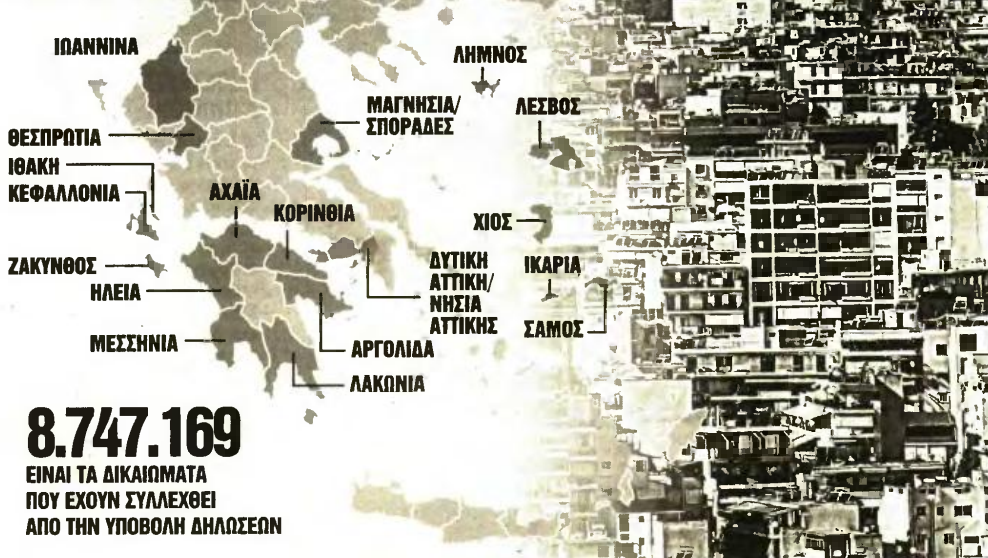 ΙΩΑΝΝΙΝΑ
ΛΗΜΝΟΣ
ΜΑΓΝΗΣΙΑ/
ΣΠΟΡΑΔΕΣ
ΛΕΣΒΟΣ
ΘΕΣΠΡΩΤΙΑ
ΙΘΑΚΗ
ΚΕΦΑΛΛΟΝΙΑ
ΑΧΑΪΑ
ΚΟΡΙΝΘΙΑ
ΧΙΟΣ
ΖΑΚΥΝΘΟΣ
ΔΥΤΙΚΗ
ΑΤΤΙΚΗ/
ΝΗΣΙΑ
ΑΤΤΙΚΗΣ
ΙΚΑΡΙΑ
ΗΛΕΙΑ
ΣΑΜΟΣ
ΜΕΣΣΗΝΙΑ
ΑΡΓΟΛΙΔΑ
ΛΑΚΩΝΙΑ
8.747.169
ΕΙΝΑΙ ΤΑ ΔΙΚΑΙΩΜΑΤΑ
ΠΟΥ ΕΧΟΥΝ ΣΥΛΛΕΧΘΕΙ
ΑΠΟ ΤΗΝ ΥΠΟΒΟΛΗ ΔΗΛΩΣΕΩΝ